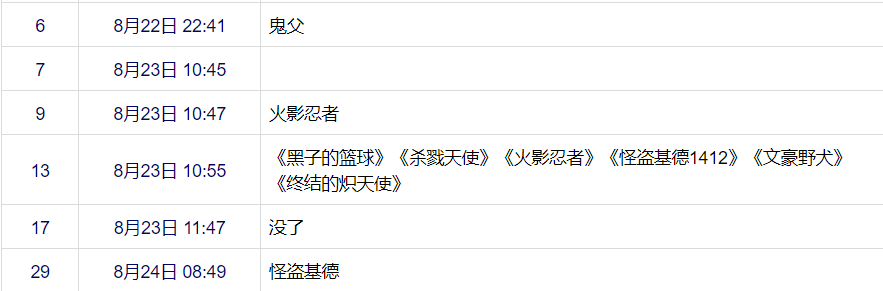 6 8月22日 22:41 鬼父
7 8月23日 10:45
9 8月23日 10:47 火影忍者
13 8月23日 10:55 《黑子的篮球》《杀戮天使》《火影忍者》《怪盗基德1412》《文豪野犬》
《终结的炽天使》
17 8月23日 11:47 没了
29 8月24日 08:49 怪盗基德